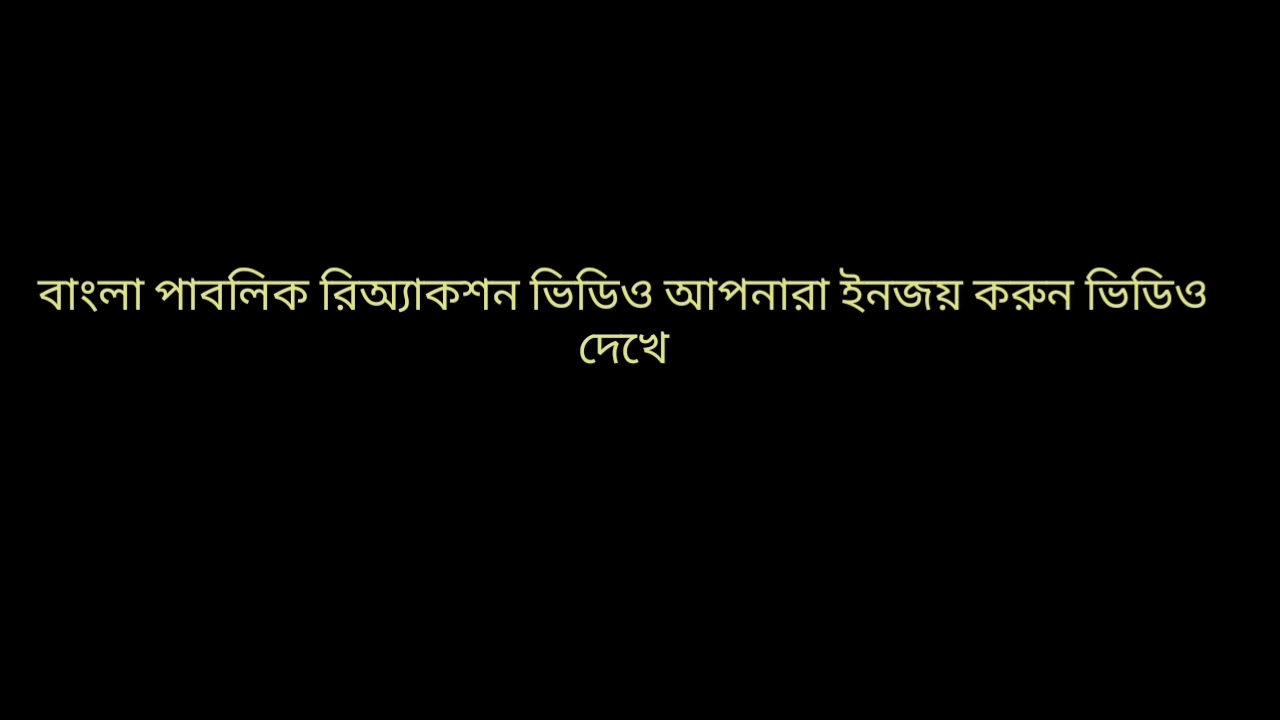 বাংলা পাবলিক রিঅ্যাকশন ভিডিও আপনারা ইনজয় করুন ভিডিও
দেখে